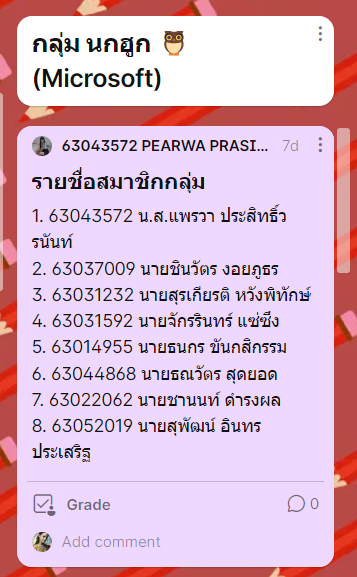 กลุ่ม นกฮูก 🦉
(Microsoft)
63043572 PEARWA PRASI... 7d
รายชื่อสมาชิกกลุ่ม
1. 63043572 น.ส.แพรวา ประสิทธิ์ว
รนันท์
2. 63037009 นายชินวัตร งอยภูธร
3. 63031232 นายสุรเกียรติ หวังพิทักษ์
4. 63031592 นายจักรรินทร์ แซ่ซึ่ง
5. 63014955 นายธนกร ขันกสิกรรม
6. 63044868 นายธณวัตร สุดยอด
7. 63022062 นายชานนท์ ดำรงผล
8. 63052019 นายสุพัฒน์ อินทร
ประเสริฐ
Grade 0
Add comment